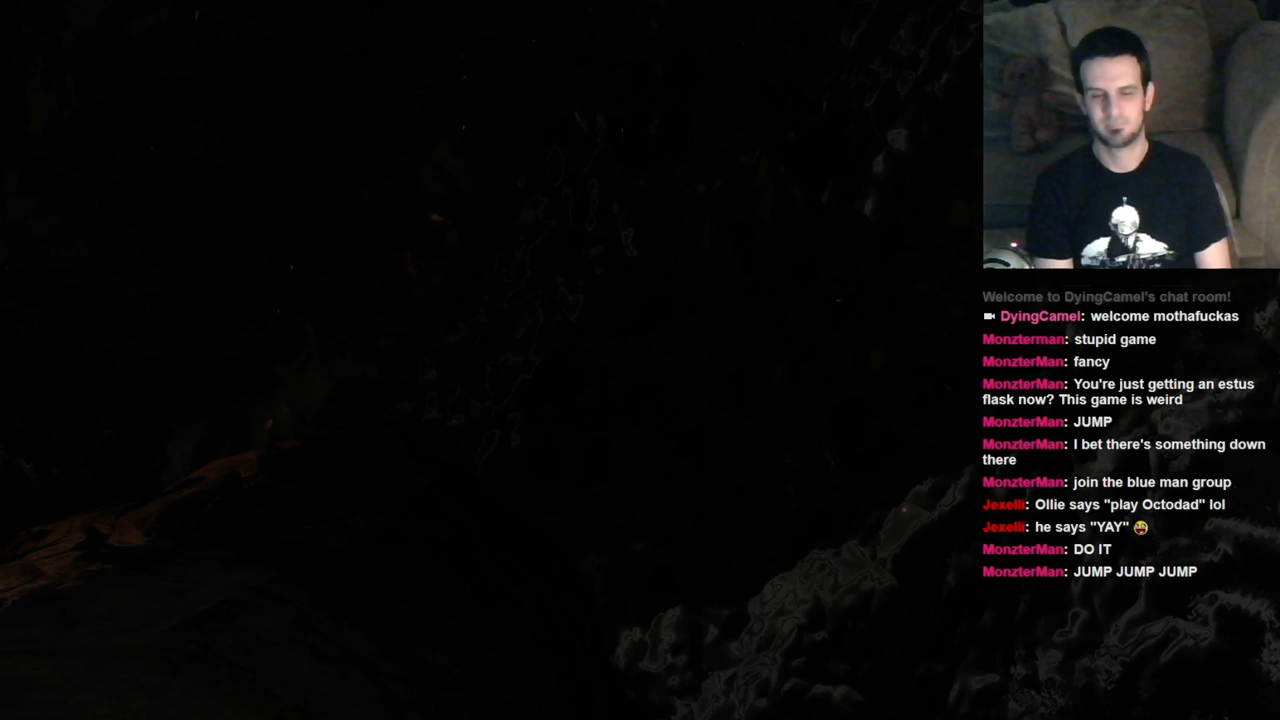 Welcome to DyingCamel's chat room!
DyingCamel: welcome mothafuckas
Monzterman: stupid game
MonzterMan: fancy
MonzterMan: You're just getting an estus
flask now? This game is weird
MonzterMan: JUMP
MonzterMan: I bet there's something down
there
MonzterMan: join the blue man group
Jexelli: Ollie says "play Octodad" lol
Jexelli: he says "YAY"
MonzterMan: DO IT
MonzterMan: JUMP JUMP JUMP